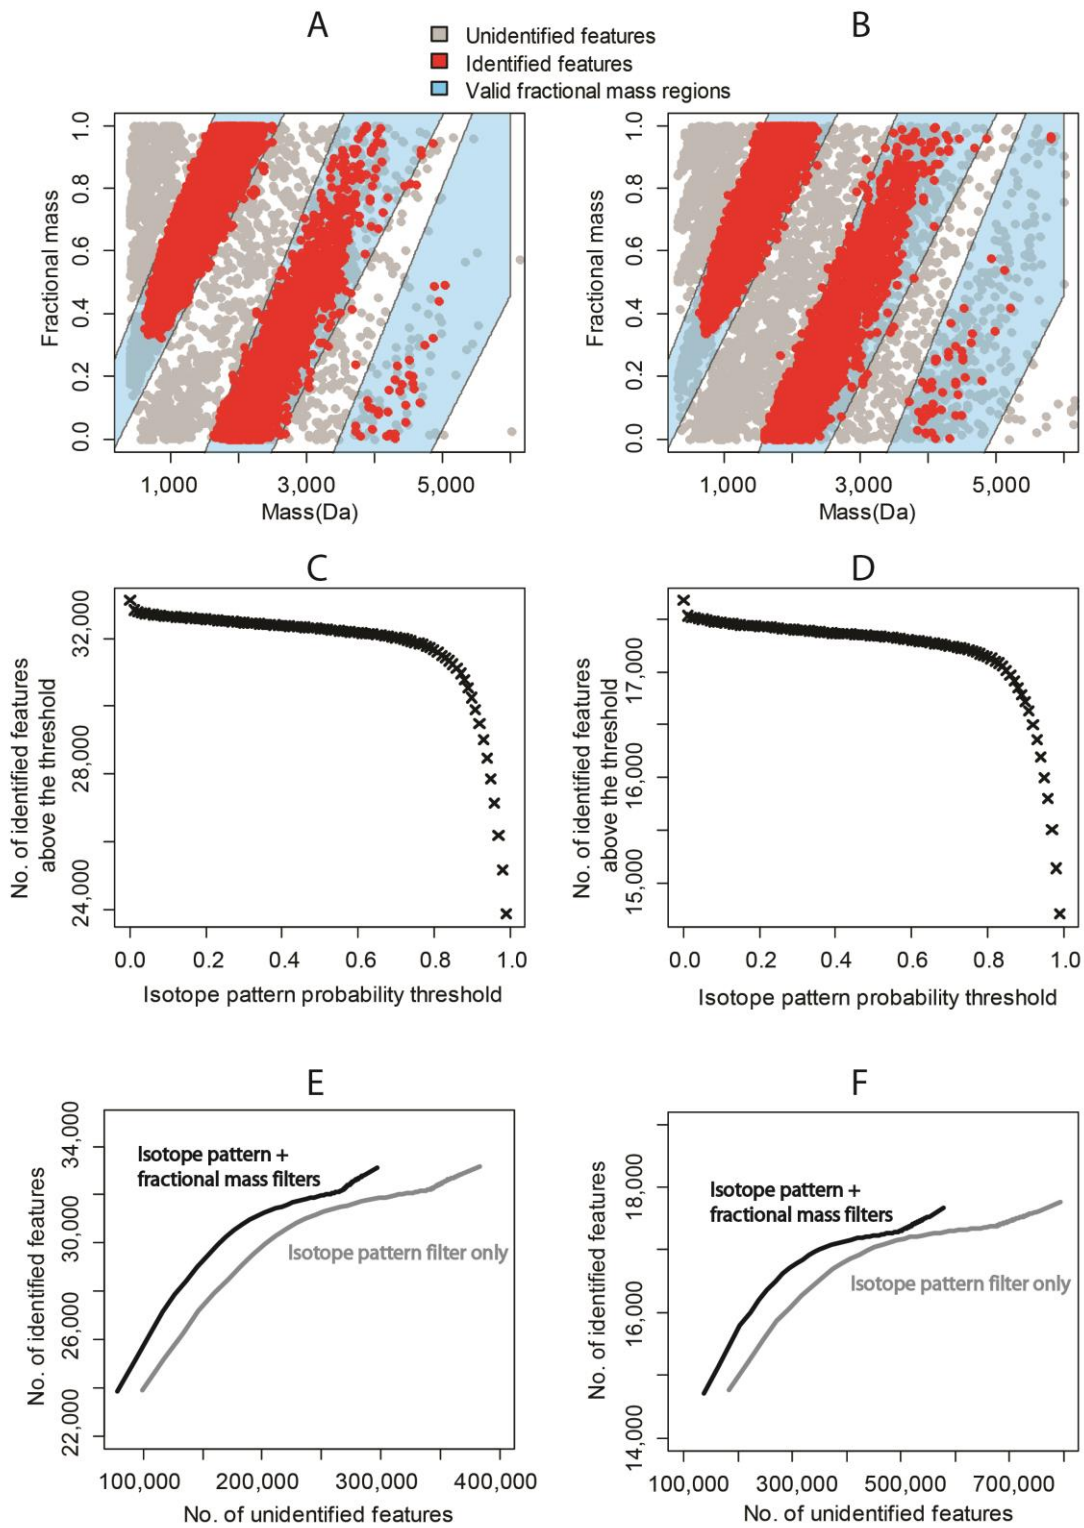 A
B
Unidentified features
Identified features
Valid fractional mass regions
Fractional mass
1.0
0.8
0.6
0.4
0.2
0.0
1,000
3,000
5,000
Mass(Da)
Fractional mass
1.0
0.8
0.6
0.4
0.2
0.0
1,000
3,000
5,000
Mass(Da)
C
No. of identified features
above the threshold
32,000
28,000
24,000
0.0
0.2
0.4
0.6
0.8
1.0
Isotope pattern probability threshold
D
No. of identified features
above the threshold
17,000
16,000
15,000
0.0
0.2
0.4
0.6
0.8
1.0
Isotope pattern probability threshold
E
No. of identified features
34,000
30,000
26,000
22,000
Isotope pattern +
fractional mass filters
Isotope pattern filter only
100,000
200,000
300,000
400,000
No. of unidentified features
F
No. of identified features
18,000
16,000
14,000
Isotope pattern +
fractional mass filters
Isotope pattern filter only
100,000
300,000
500,000
700,000
No. of unidentified features